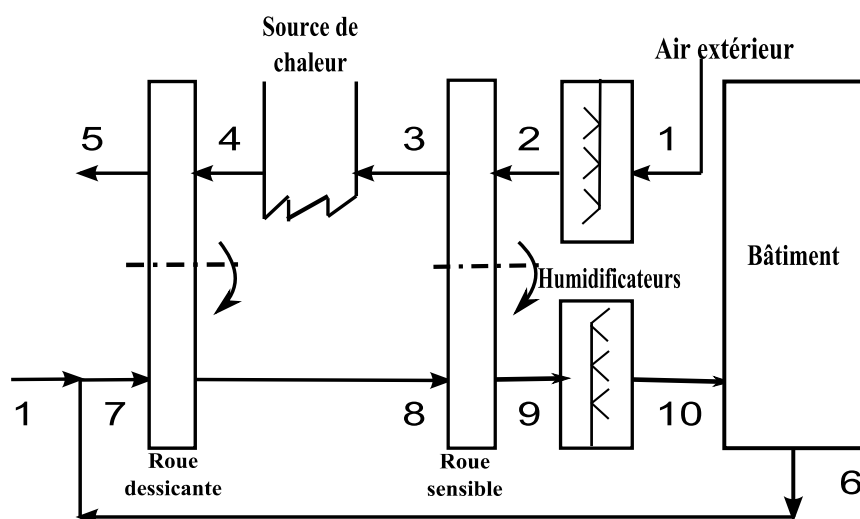 Source de
chaleur
Air extérieur
5
4
3
2
1
Bâtiment
Humidificateurs
1
7
8
9
10
6
Roue
dessicante
Roue
sensible